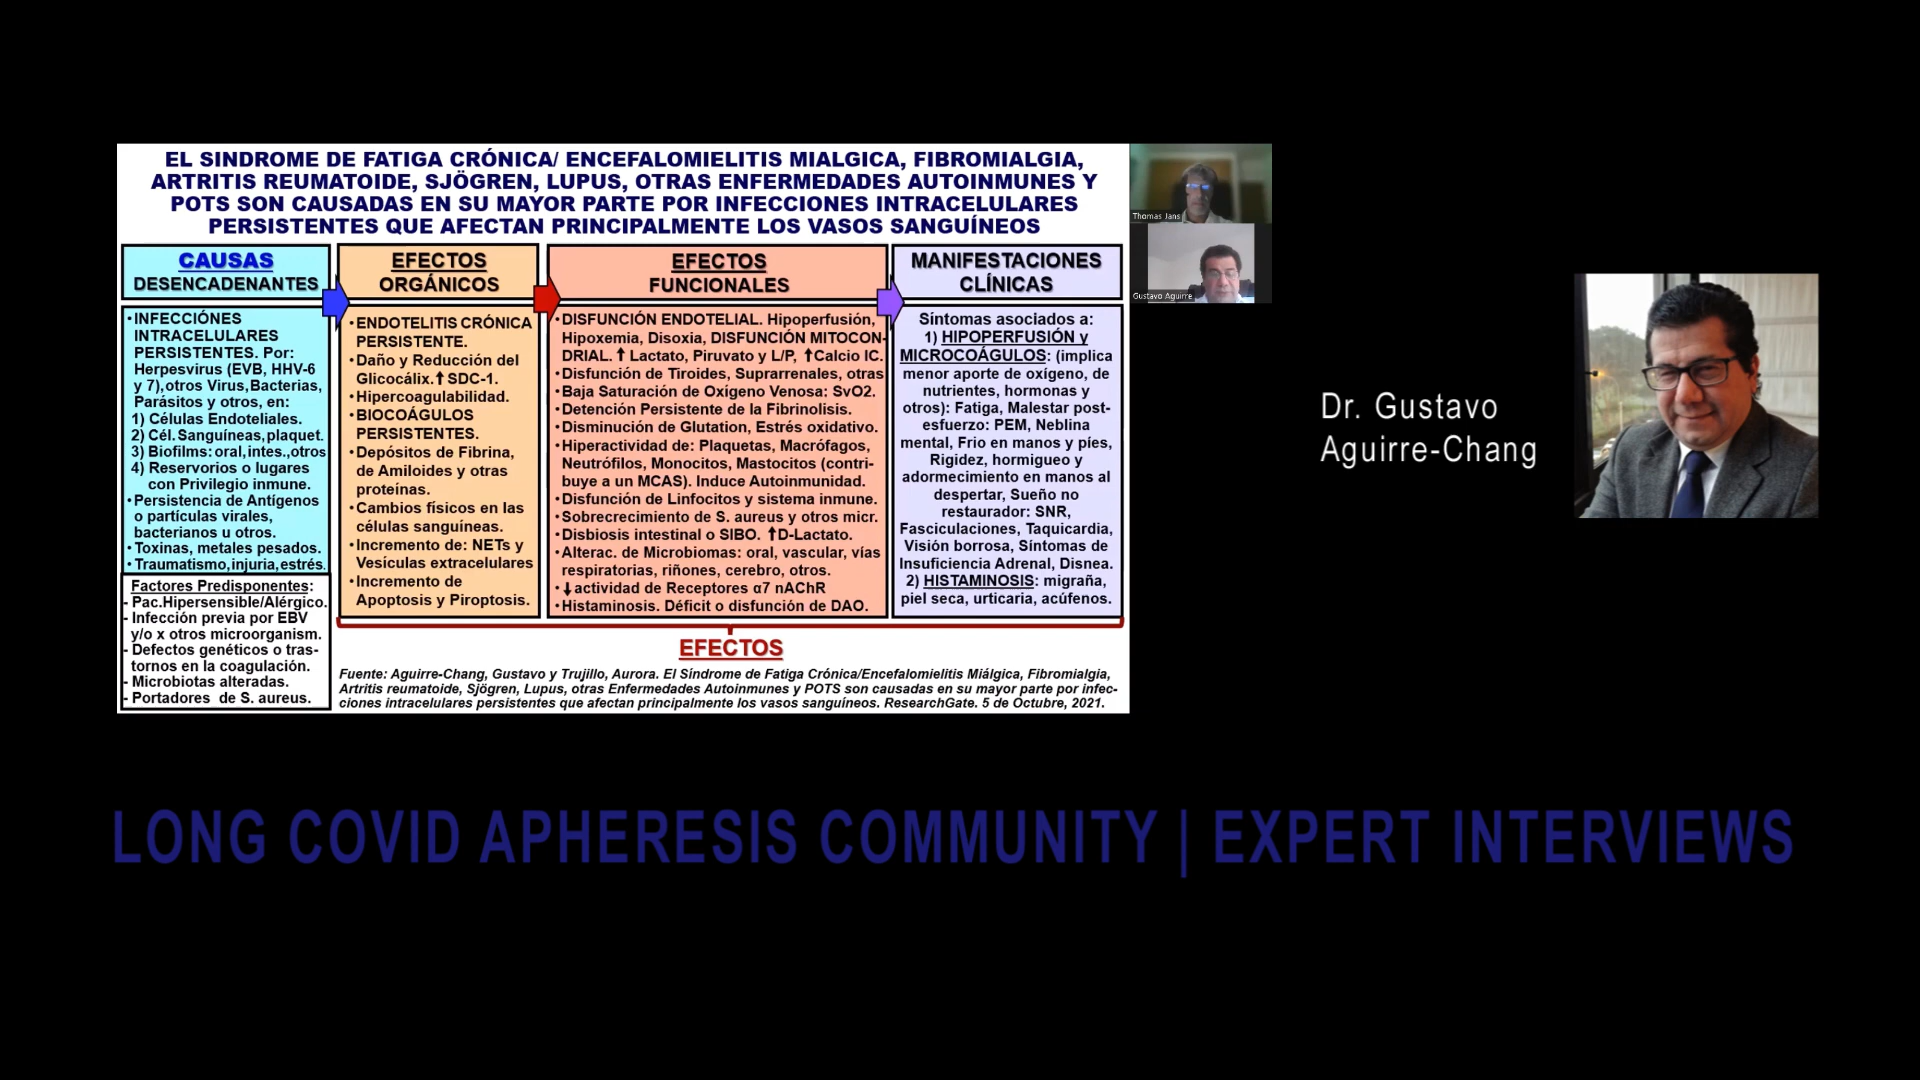 EL SINDROME DE FATIGA CRÓNICA/ ENCEFALOMIELITIS MIALGICA, FIBROMIALGIA,
ARTRITIS REUMATOIDE, SJÖGREN, LUPUS, OTRAS ENFERMEDADES AUTOINMUNES Y
POTS SON CAUSADAS EN SU MAYOR PARTE POR INFECCIONES INTRACELULARES
PERSISTENTES QUE AFECTAN PRINCIPALMENTE LOS VASOS SANGUÍNEOS
CAUSAS
DESENCADENANTES
•INFECCIÓNES
INTRACELULARES
PERSISTENTES. Por:
Herpesvirus (EVB, HHV-6
y 7),otros Virus,Bacterias,
Parásitos y otros, en:
1) Células Endoteliales.
2) Cél. Sanguíneas,plaquet.
3) Biofilms: oral,intes.,otros
4) Reservorios o lugares
con Privilegio inmune.
•Persistencia de Antígenos
o partículas virales,
bacterianos u otros.
•Toxinas, metales pesados.
•Traumatismo,injuria,estrés.
Factores Predisponentes:
- Pac.Hipersensible/Alérgico.
- Infección previa por EBV
y/o x otros microorganism.
- Defectos genéticos o tras-
tornos en la coagulación.
- Microbiotas alteradas.
- Portadores de S. aureus.
EFECTOS
ORGÁNICOS
•ENDOTELITIS CRÓNICA
PERSISTENTE.
•Daño y Reducción del
Glicocálix.↑SDC-1.
•Hipercoagulabilidad.
•BIOCOÁGULOS
PERSISTENTES.
•Depósitos de Fibrina,
de Amiloides y otras
proteínas.
•Cambios físicos en las
células sanguíneas.
•Incremento de: NETs y
Vesículas extracelulares
•Incremento de
Apoptosis y Piroptosis.
EFECTOS
FUNCIONALES
•DISFUNCIÓN ENDOTELIAL. Hipoperfusión,
Hipoxemia, Disoxia, DISFUNCIÓN MITOCON-
DRIAL.↑Lactato, Piruvato y L/P, ↑Calcio IC.
•Disfunción de Tiroides, Suprarrenales, otras
•Baja Saturación de Oxígeno Venosa: SvO2.
•Detención Persistente de la Fibrinolisis.
•Disminución de Glutation, Estrés oxidativo.
•Hiperactividad de: Plaquetas, Macrófagos,
Neutrófilos, Monocitos, Mastocitos (contri-
buye a un MCAS). Induce Autoinmunidad.
•Disfunción de Linfocitos y sistema inmune.
•Sobrecrecimiento de S. aureus y otros micr.
•Disbiosis intestinal o SIBO. ↑D-Lactato.
•Alterac. de Microbiomas: oral, vascular, vías
respiratorias, riñones, cerebro, otros.
•↓actividad de Receptores α7 nAChR
•Histaminosis. Déficit o disfunción de DAO.
MANIFESTACIONES
CLÍNICAS
Síntomas asociados a:
1) HIPOPERFUSIÓN y
MICROCOÁGULOS: (implica
menor aporte de oxígeno, de
nutrientes, hormonas y
otros): Fatiga, Malestar post-
esfuerzo: PEM, Neblina
mental, Frio en manos y píes,
Rigidez, hormigueo y
adormecimiento en manos al
despertar, Sueño no
restaurador: SNR,
Fasciculaciones, Taquicardia,
Visión borrosa, Síntomas de
Insuficiencia Adrenal, Disnea.
2) HISTAMINOSIS: migraña,
piel seca, urticaria, acúfenos.
EFECTOS
Fuente: Aguirre-Chang, Gustavo y Trujillo, Aurora. El Síndrome de Fatiga Crónica/Encefalomielitis Miálgica, Fibromialgia,
Artritis reumatoide, Sjögren, Lupus, otras Enfermedades Autoinmunes y POTS son causadas en su mayor parte por infec-
ciones intracelulares persistentes que afectan principalmente los vasos sanguíneos. ResearchGate. 5 de Octubre, 2021.
Thomas Jans
Gustavo Aguirre
Dr. Gustavo
Aguirre-Chang
LONG COVID APHERESIS COMMUNITY | EXPERT INTERVIEWS